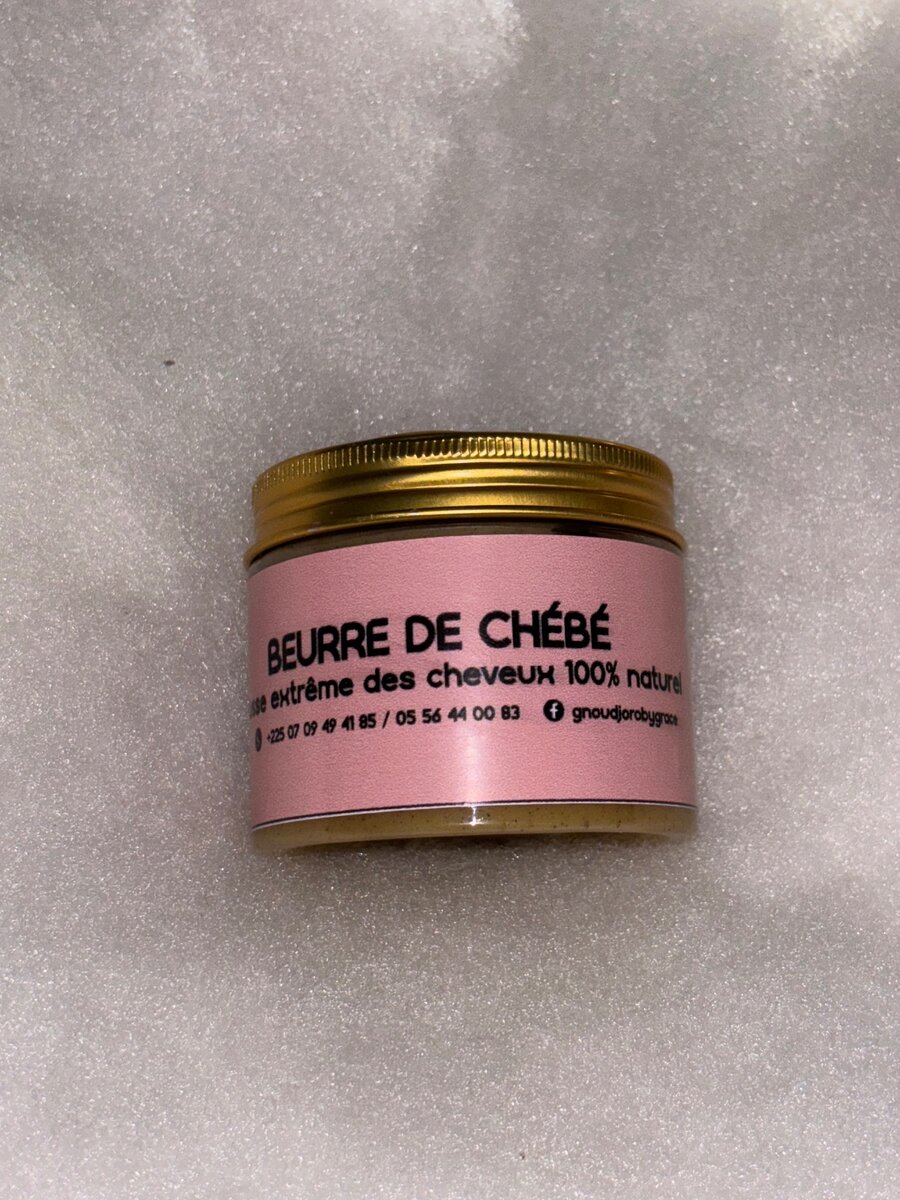 BEURRE DE CHÉBÉ
extrême des cheveux 100% naturel
+225 07 09 49 41 85 / 05 56 44 00 83 gnoudjorobygrace